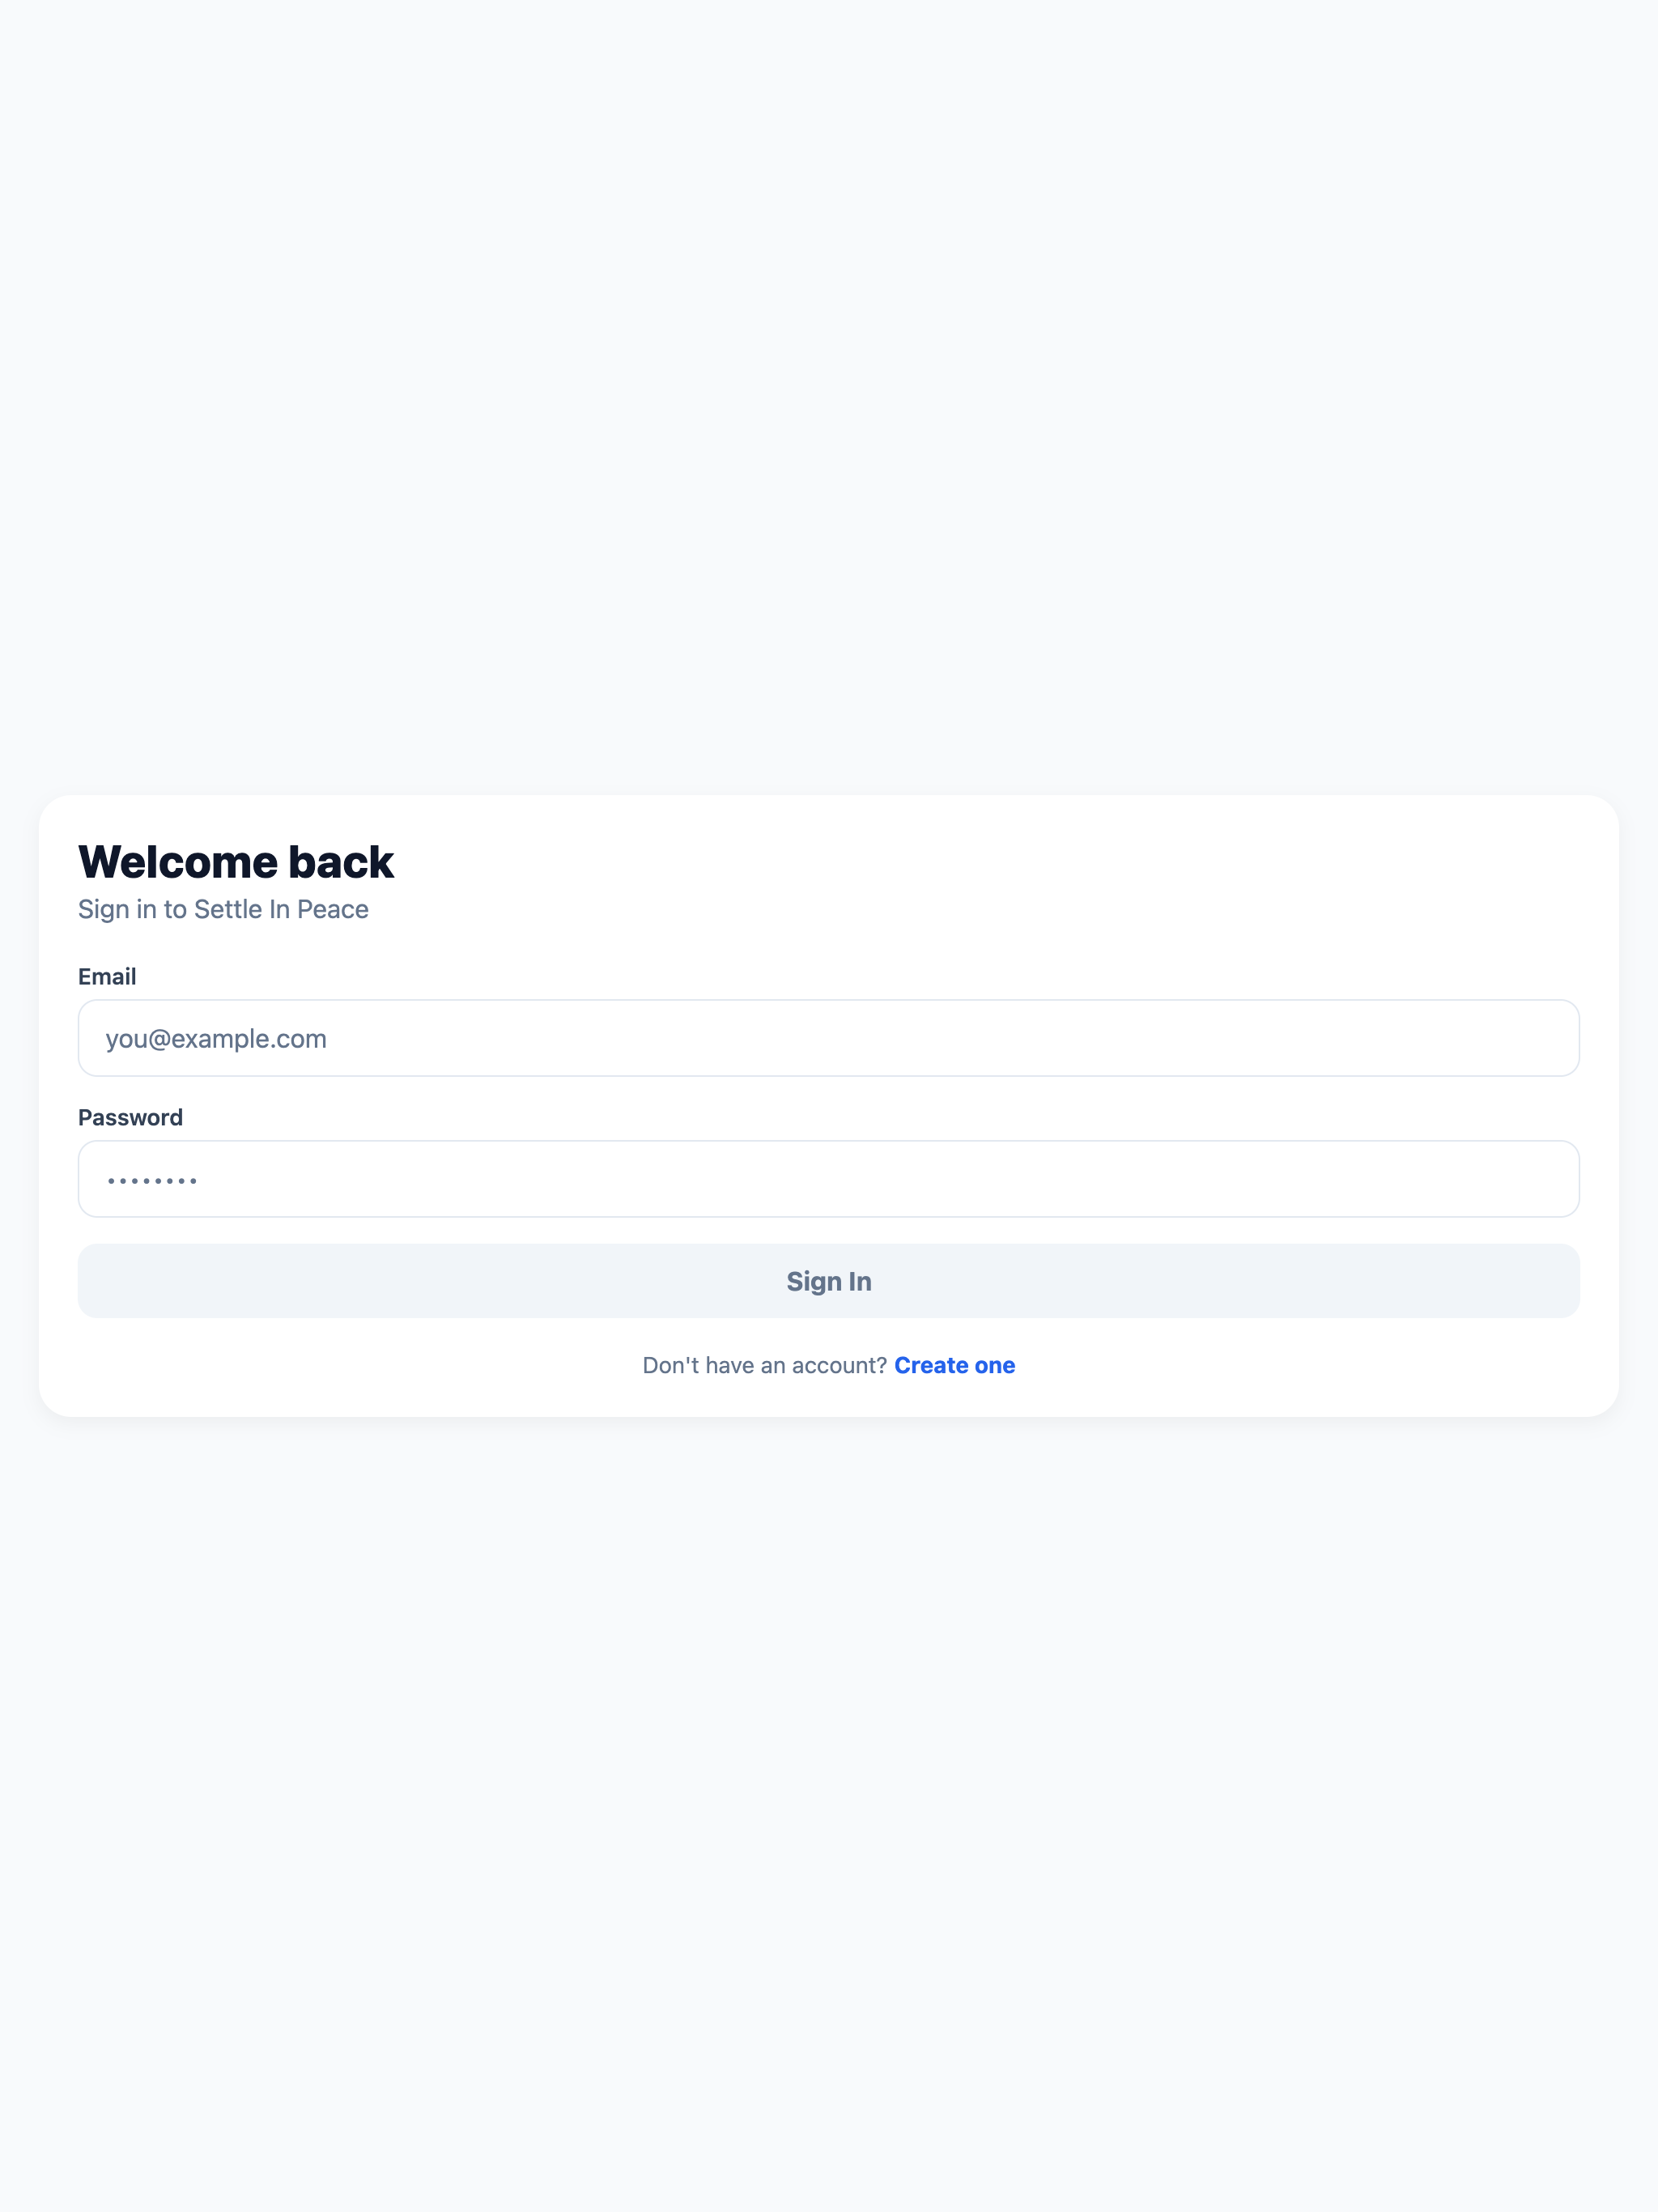 Welcome back
Sign in to Settle In Peace
Email
you@example.com
Password
••••••••
Sign In
Don't have an account? Create one